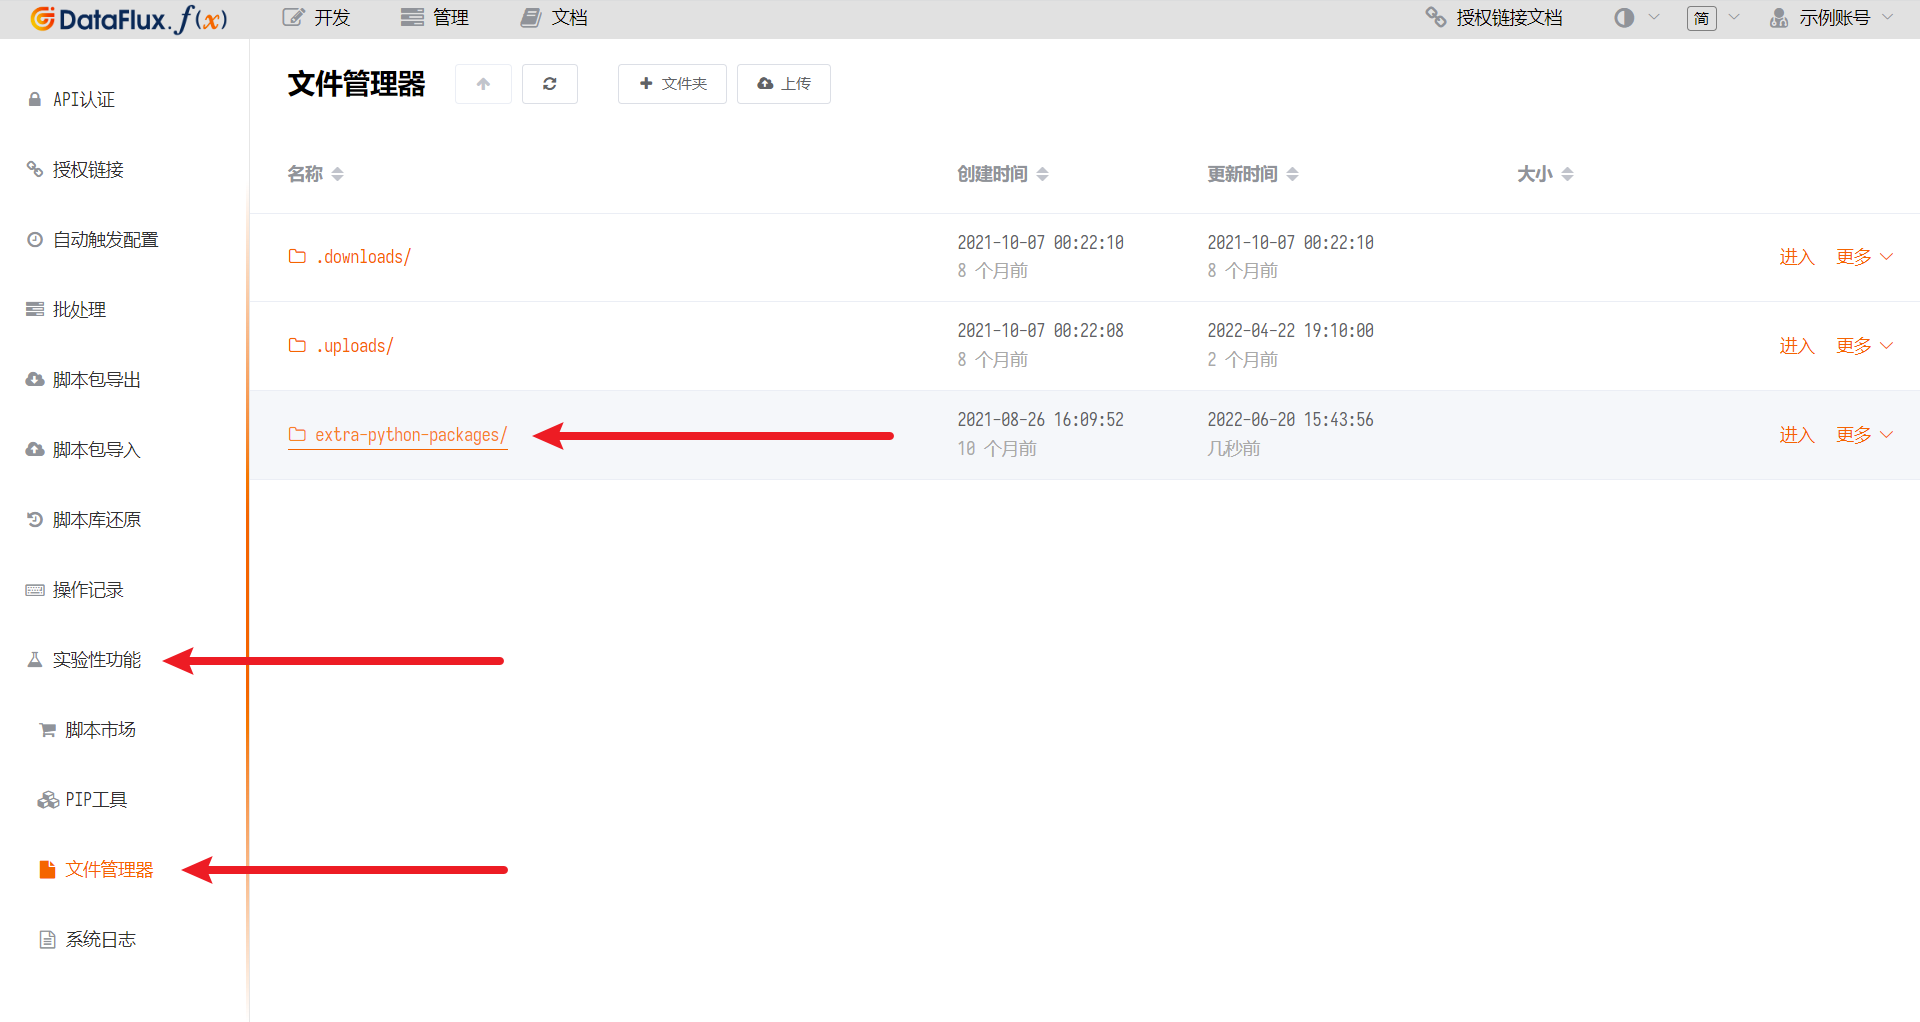 DataFlux.f(x)
开发
管理
文档
授权链接文档
简
示例账号
API认证
授权链接
自动触发配置
批处理
脚本包导出
脚本包导入
脚本库还原
操作记录
实验性功能
脚本市场
PIP工具
文件管理器
系统日志
文件管理器
文件夹
上传
名称
创建时间
更新时间
大小
.downloads/
2021-10-07 00:22:10
8 个月前
2021-10-07 00:22:10
8 个月前
进入
更多
.uploads/
2021-10-07 00:22:08
8 个月前
2022-04-22 19:10:00
2 个月前
进入
更多
extra-python-packages/
2021-08-26 16:09:52
10 个月前
2022-06-20 15:43:56
几秒前
进入
更多